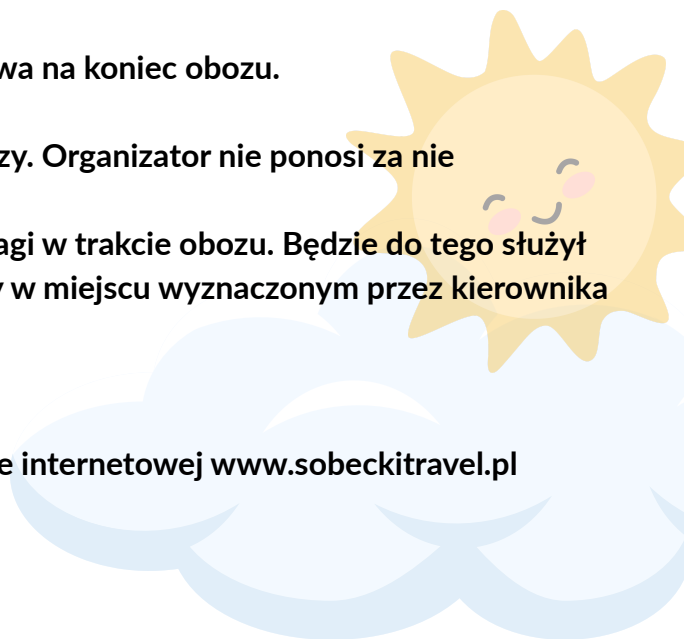 wa na koniec obozu.
zy. Organizator nie ponosi za nie
agi w trakcie obozu. Będzie do tego służył
w miejscu wyznaczonym przez kierownika
e internetowej www.sobeckitravel.pl